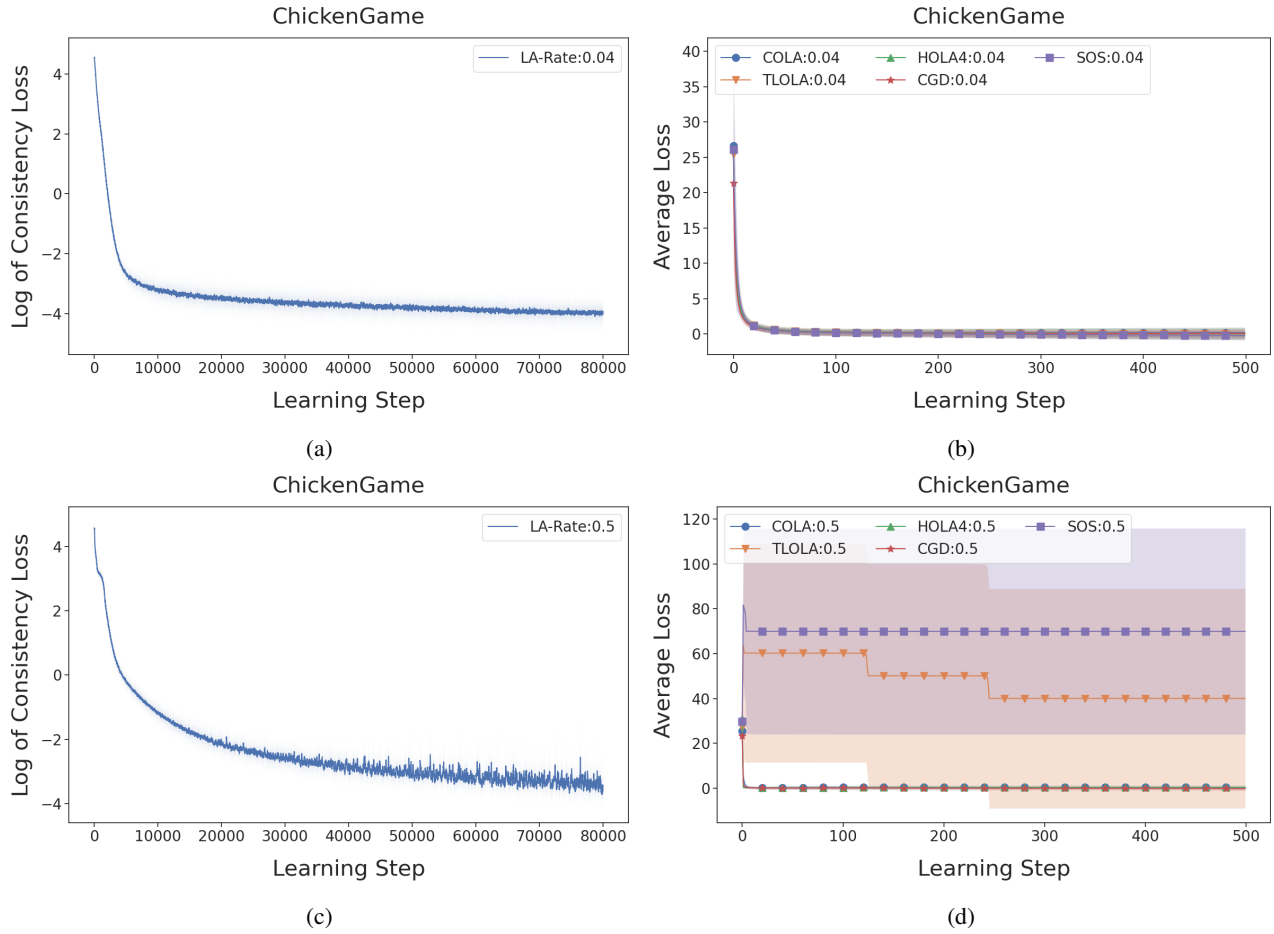 ChickenGame
LA-Rate:0.04
Log of Consistency Loss
4
2
0
−2
−4
0 10000 20000 30000 40000 50000 60000 70000 80000
Learning Step
(a)
ChickenGame
COLA:0.04 HOLA4:0.04 SOS:0.04
TLOLA:0.04 CGD:0.04
Average Loss
40
35
30
25
20
15
10
5
0
0 100 200 300 400 500
Learning Step
(b)
ChickenGame
LA-Rate:0.5
Log of Consistency Loss
4
2
0
−2
−4
0 10000 20000 30000 40000 50000 60000 70000 80000
Learning Step
(c)
ChickenGame
COLA:0.5 HOLA4:0.5 SOS:0.5
TLOLA:0.5 CGD:0.5
Average Loss
120
100
80
60
40
20
0
0 100 200 300 400 500
Learning Step
(d)